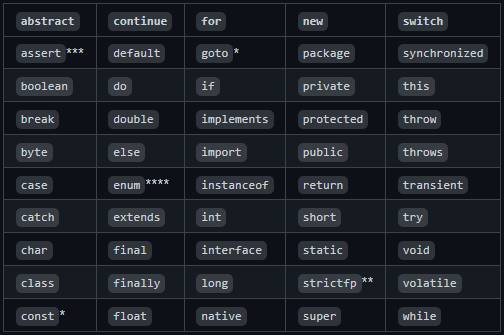 abstract continue for new switch
assert*** default goto* package synchronized
boolean do if private this
break double implements protected throw
byte else import public throws
case enum**** instanceof return transient
catch extends int short try
char final interface static void
class finally long strictfp** volatile
const* float native super while